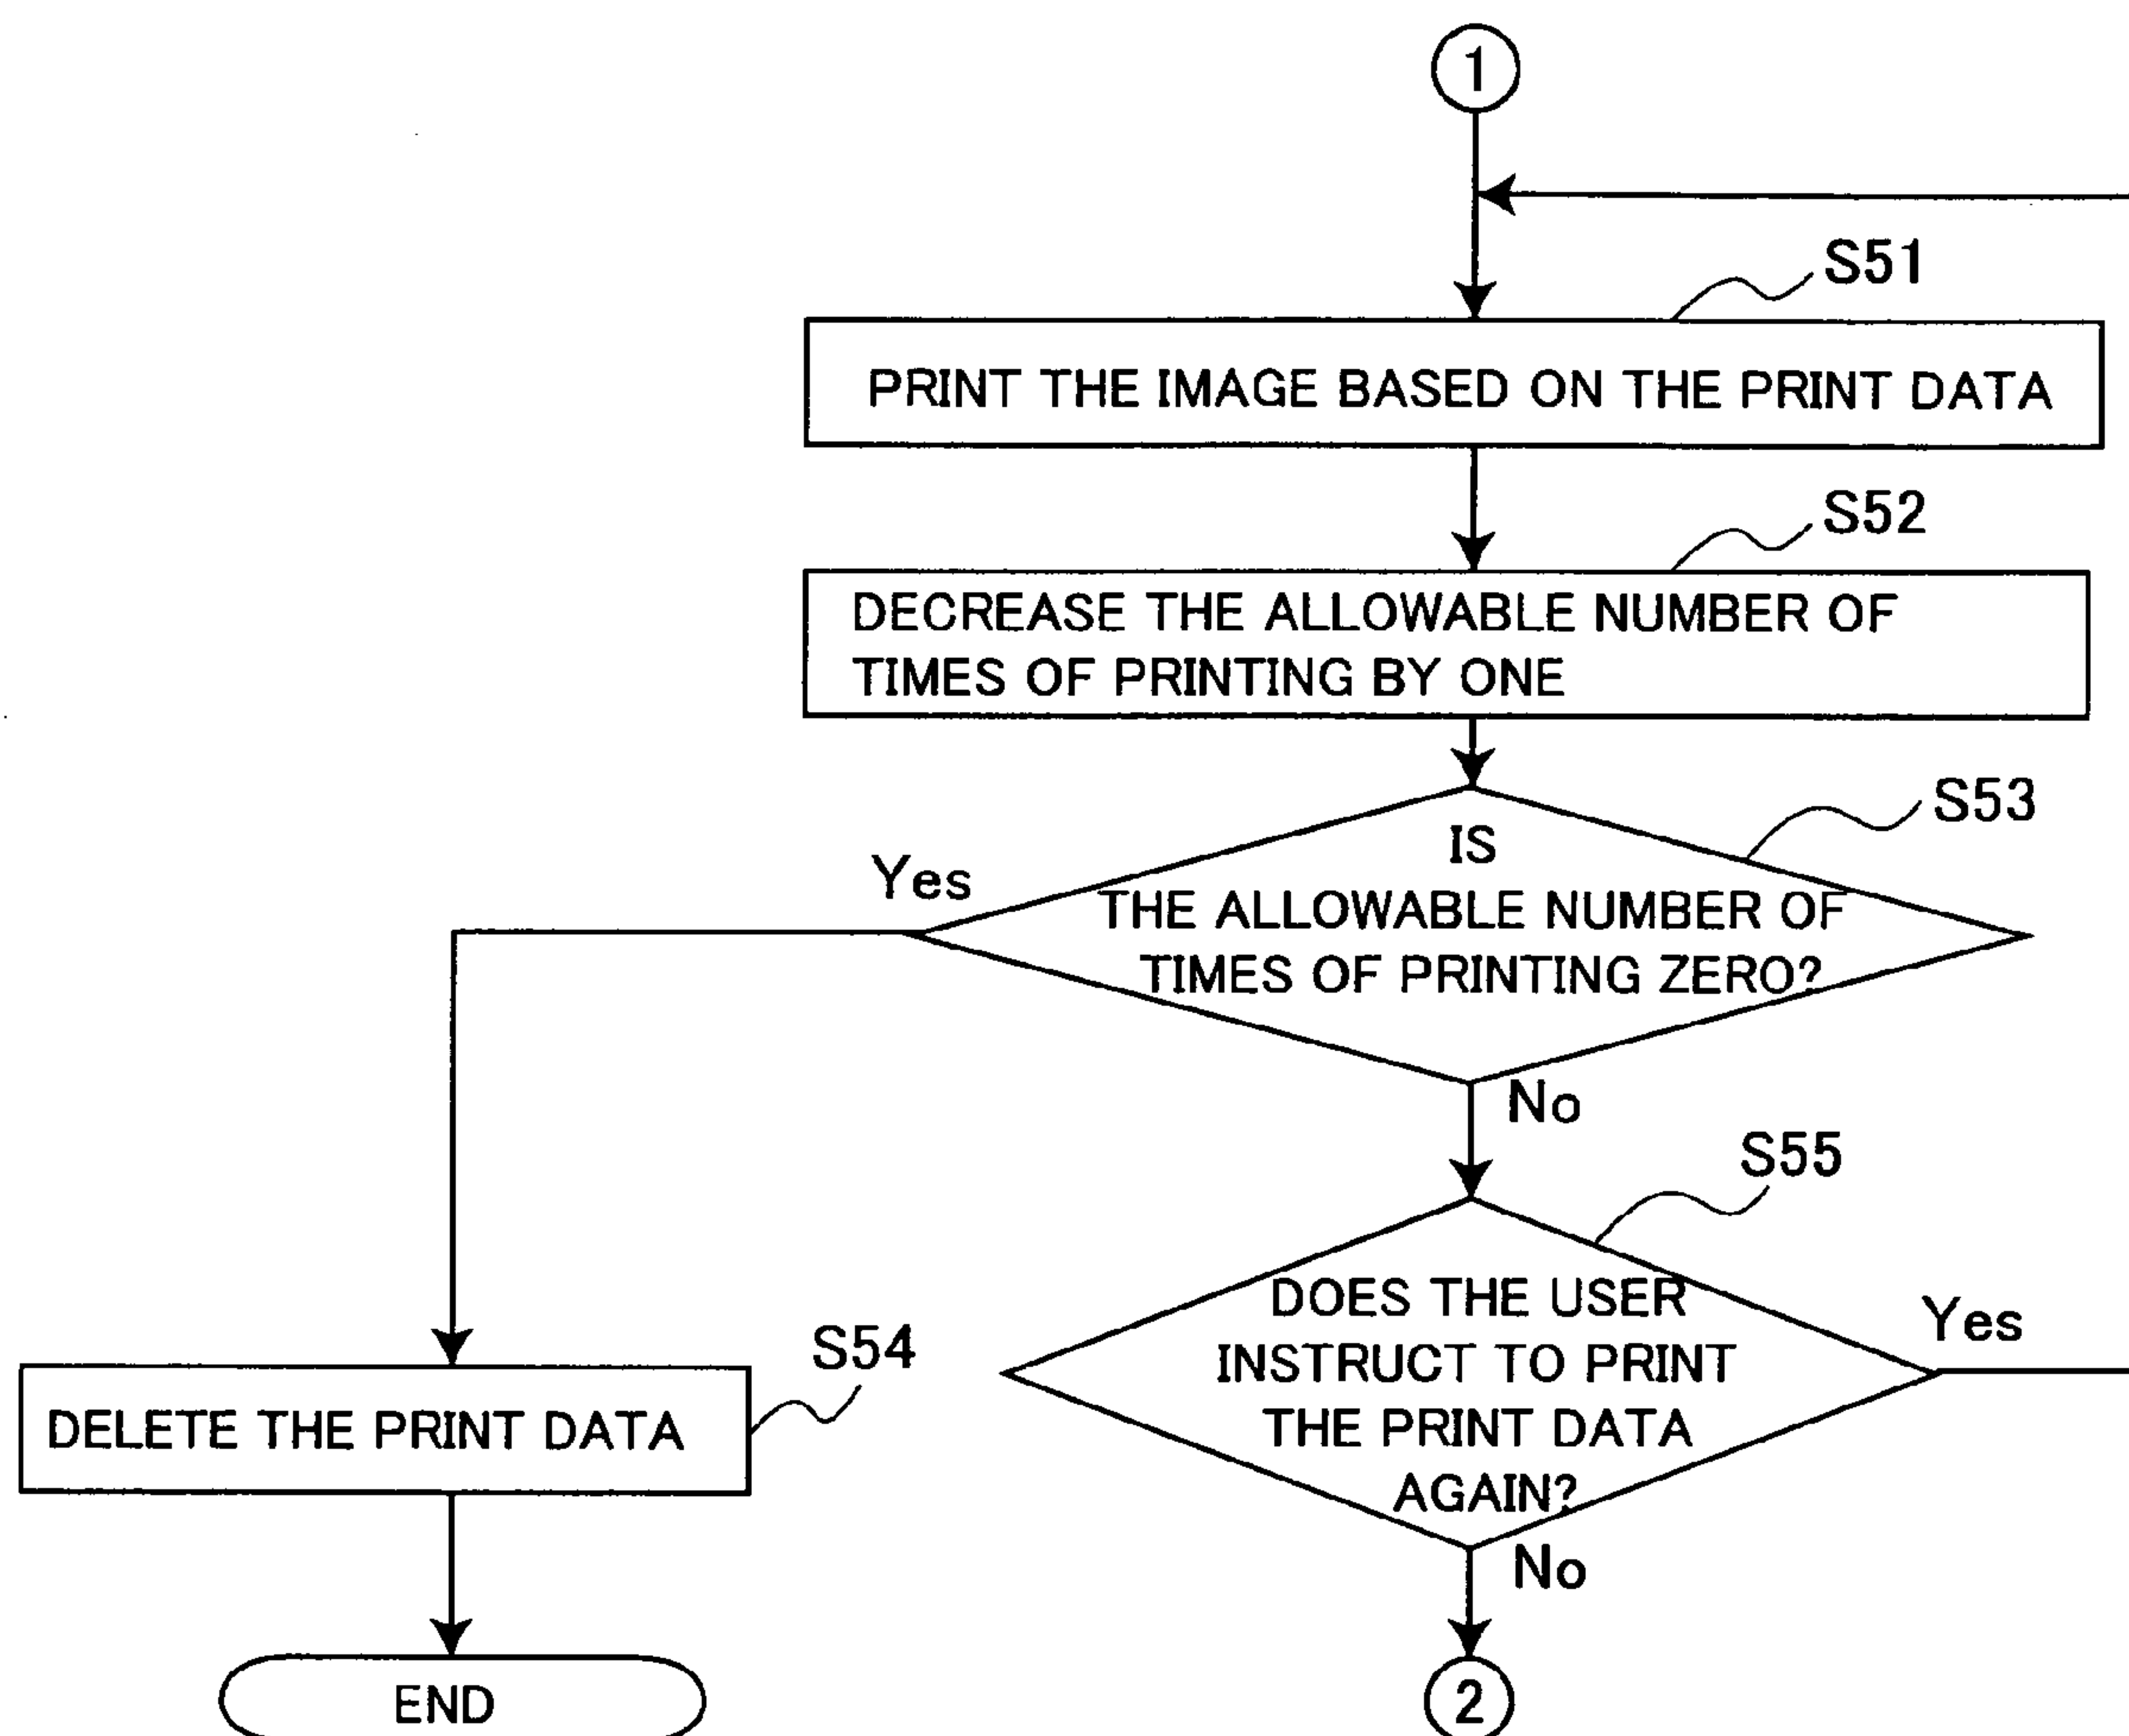 1
S51
PRINT THE IMAGE BASED ON THE PRINT DATA
S52
DECREASE THE ALLOWABLE NUMBER OF
TIMES OF PRINTING BY ONE
S53
Yes
IS
THE ALLOWABLE NUMBER OF
TIMES OF PRINTING ZERO?
No
S55
DOES THE USER
INSTRUCT TO PRINT
THE PRINT DATA
AGAIN?
Yes
S54
DELETE THE PRINT DATA
No
END
2